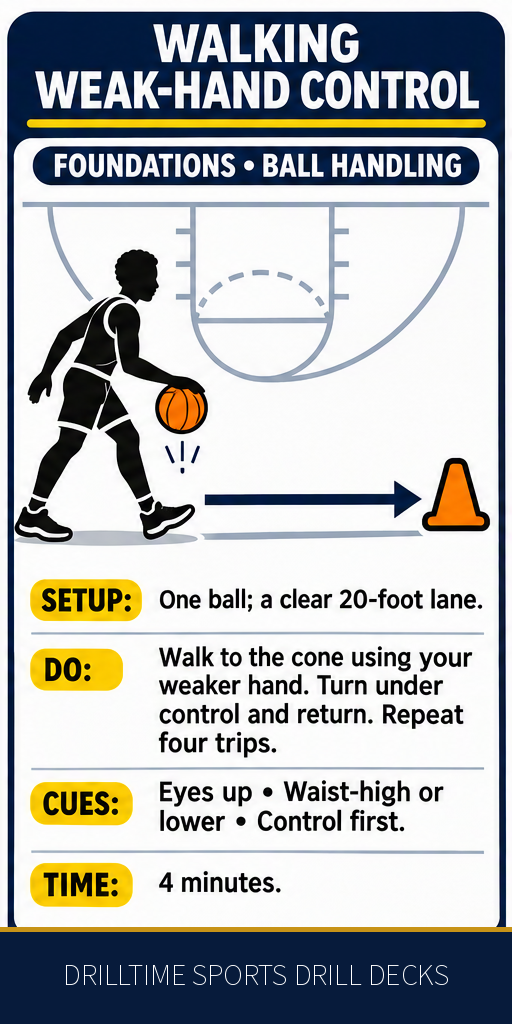 WALKING
WEAK-HAND CONTROL
FOUNDATIONS • BALL HANDLING
SETUP: One ball; a clear 20-foot lane.
DO: Walk to the cone using your
weaker hand. Turn under
control and return. Repeat
four trips.
CUES: Eyes up • Waist-high or
lower • Control first.
TIME: 4 minutes.
DRILLTIME SPORTS DRILL DECKS